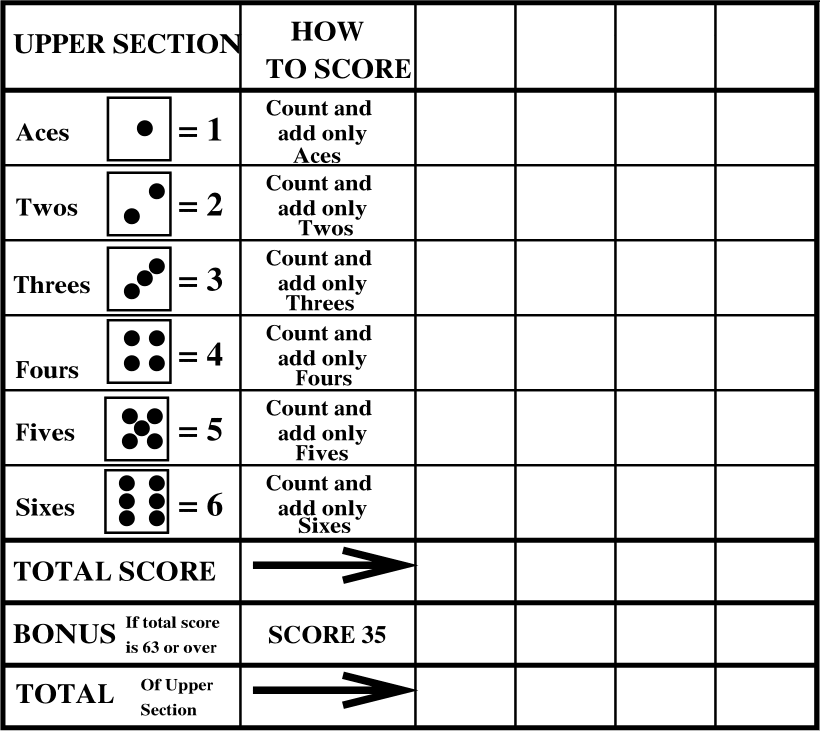 UPPER SECTION
HOW
TO SCORE
Aces = 1
Count and
add only
Aces
Twos = 2
Count and
add only
Twos
Threes = 3
Count and
add only
Threes
Fours = 4
Count and
add only
Fours
Fives = 5
Count and
add only
Fives
Sixes = 6
Count and
add only
Sixes
TOTAL SCORE
BONUS
If total score
is 63 or over
SCORE 35
TOTAL
Of Upper
Section